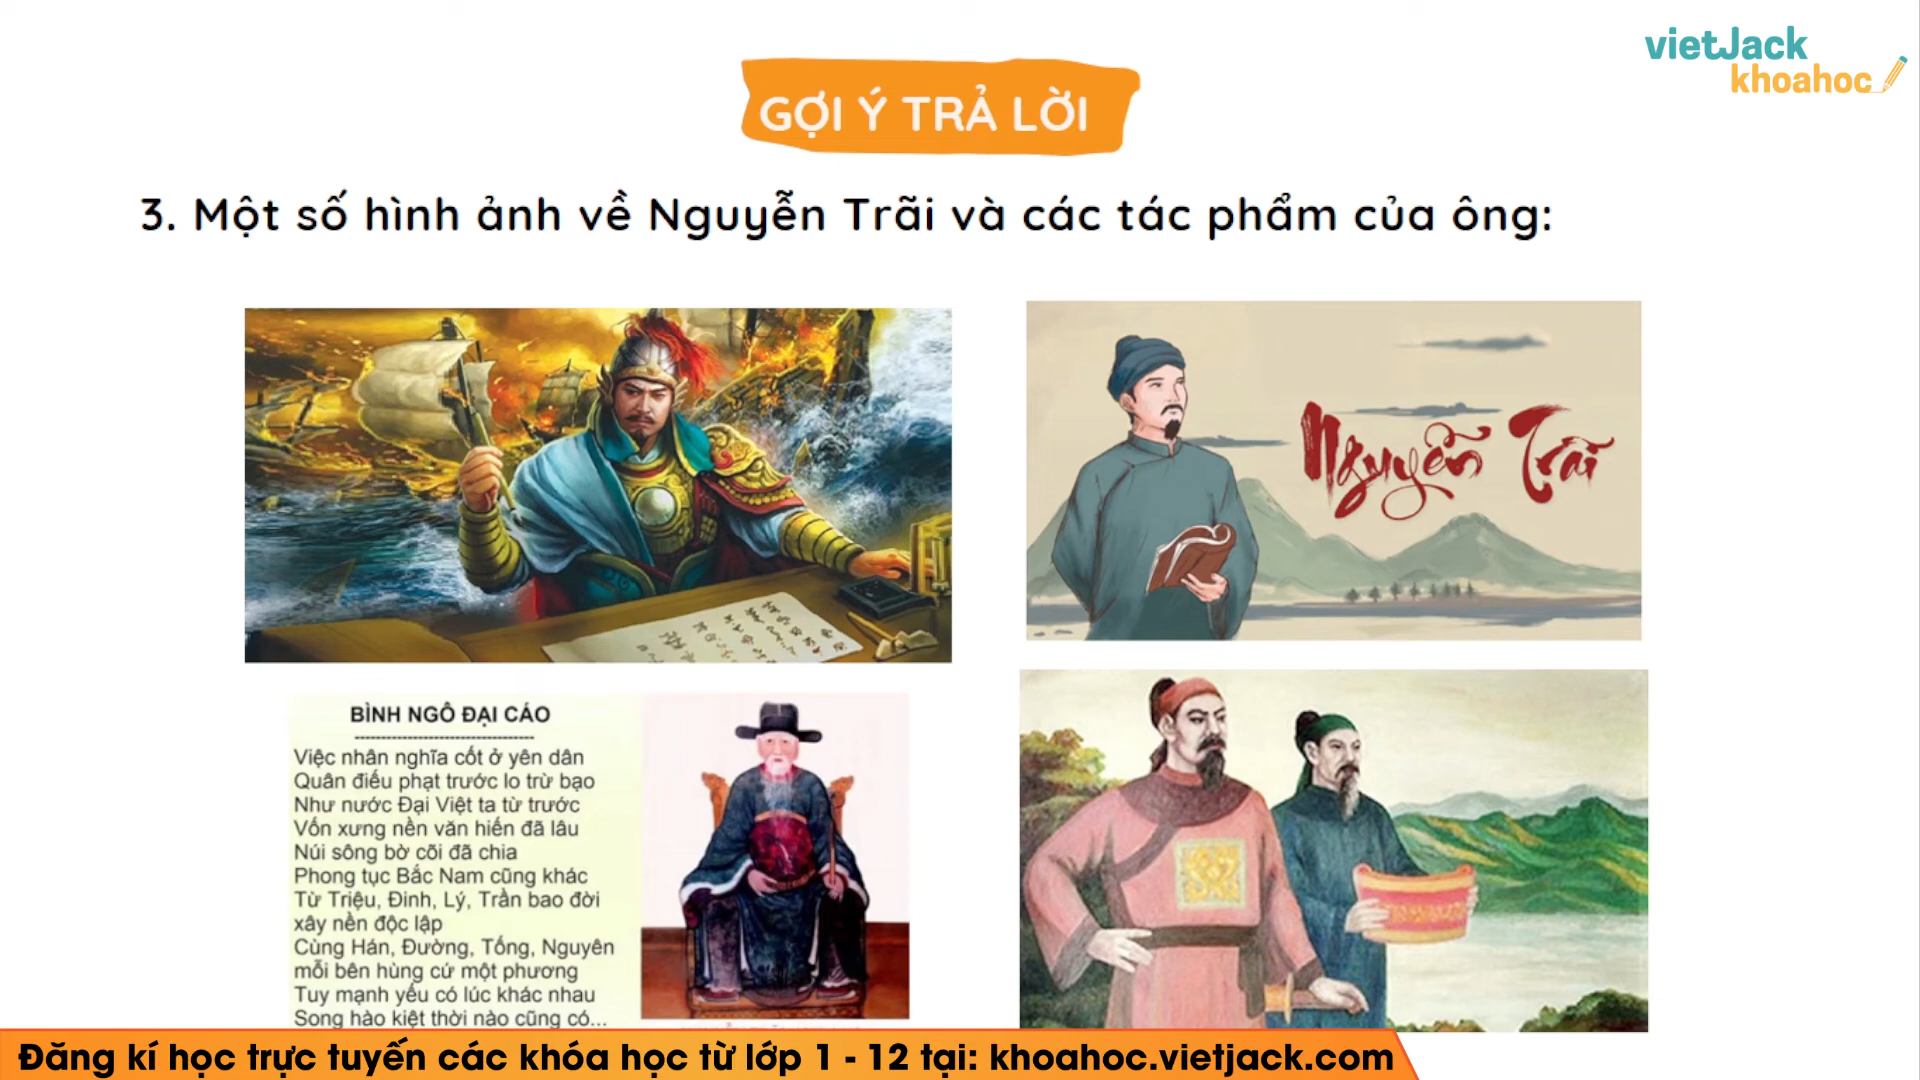 vietJack
khoahoc
GỢI Ý TRẢ LỜI
3. Một số hình ảnh về Nguyễn Trãi và các tác phẩm của ông:
Nguyễn Trãi
BÌNH NGÔ ĐẠI CÁO
Việc nhân nghĩa cốt ở yên dân
Quân điếu phạt trước lo trừ bạo
Như nước Đại Việt ta từ trước
Vốn xưng nền văn hiến đã lâu
Núi sông bờ cõi đã chia
Phong tục Bắc Nam cũng khác
Từ Triệu, Đinh, Lý, Trần bao đời
xây nền độc lập
Cùng Hán, Đường, Tống, Nguyên
mỗi bên hùng cứ một phương
Tuy mạnh yếu có lúc khác nhau
Song hào kiệt thời nào cũng có...
Đăng kí học trực tuyến các khóa học từ lớp 1 - 12 tại: khoahoc.vietjack.com